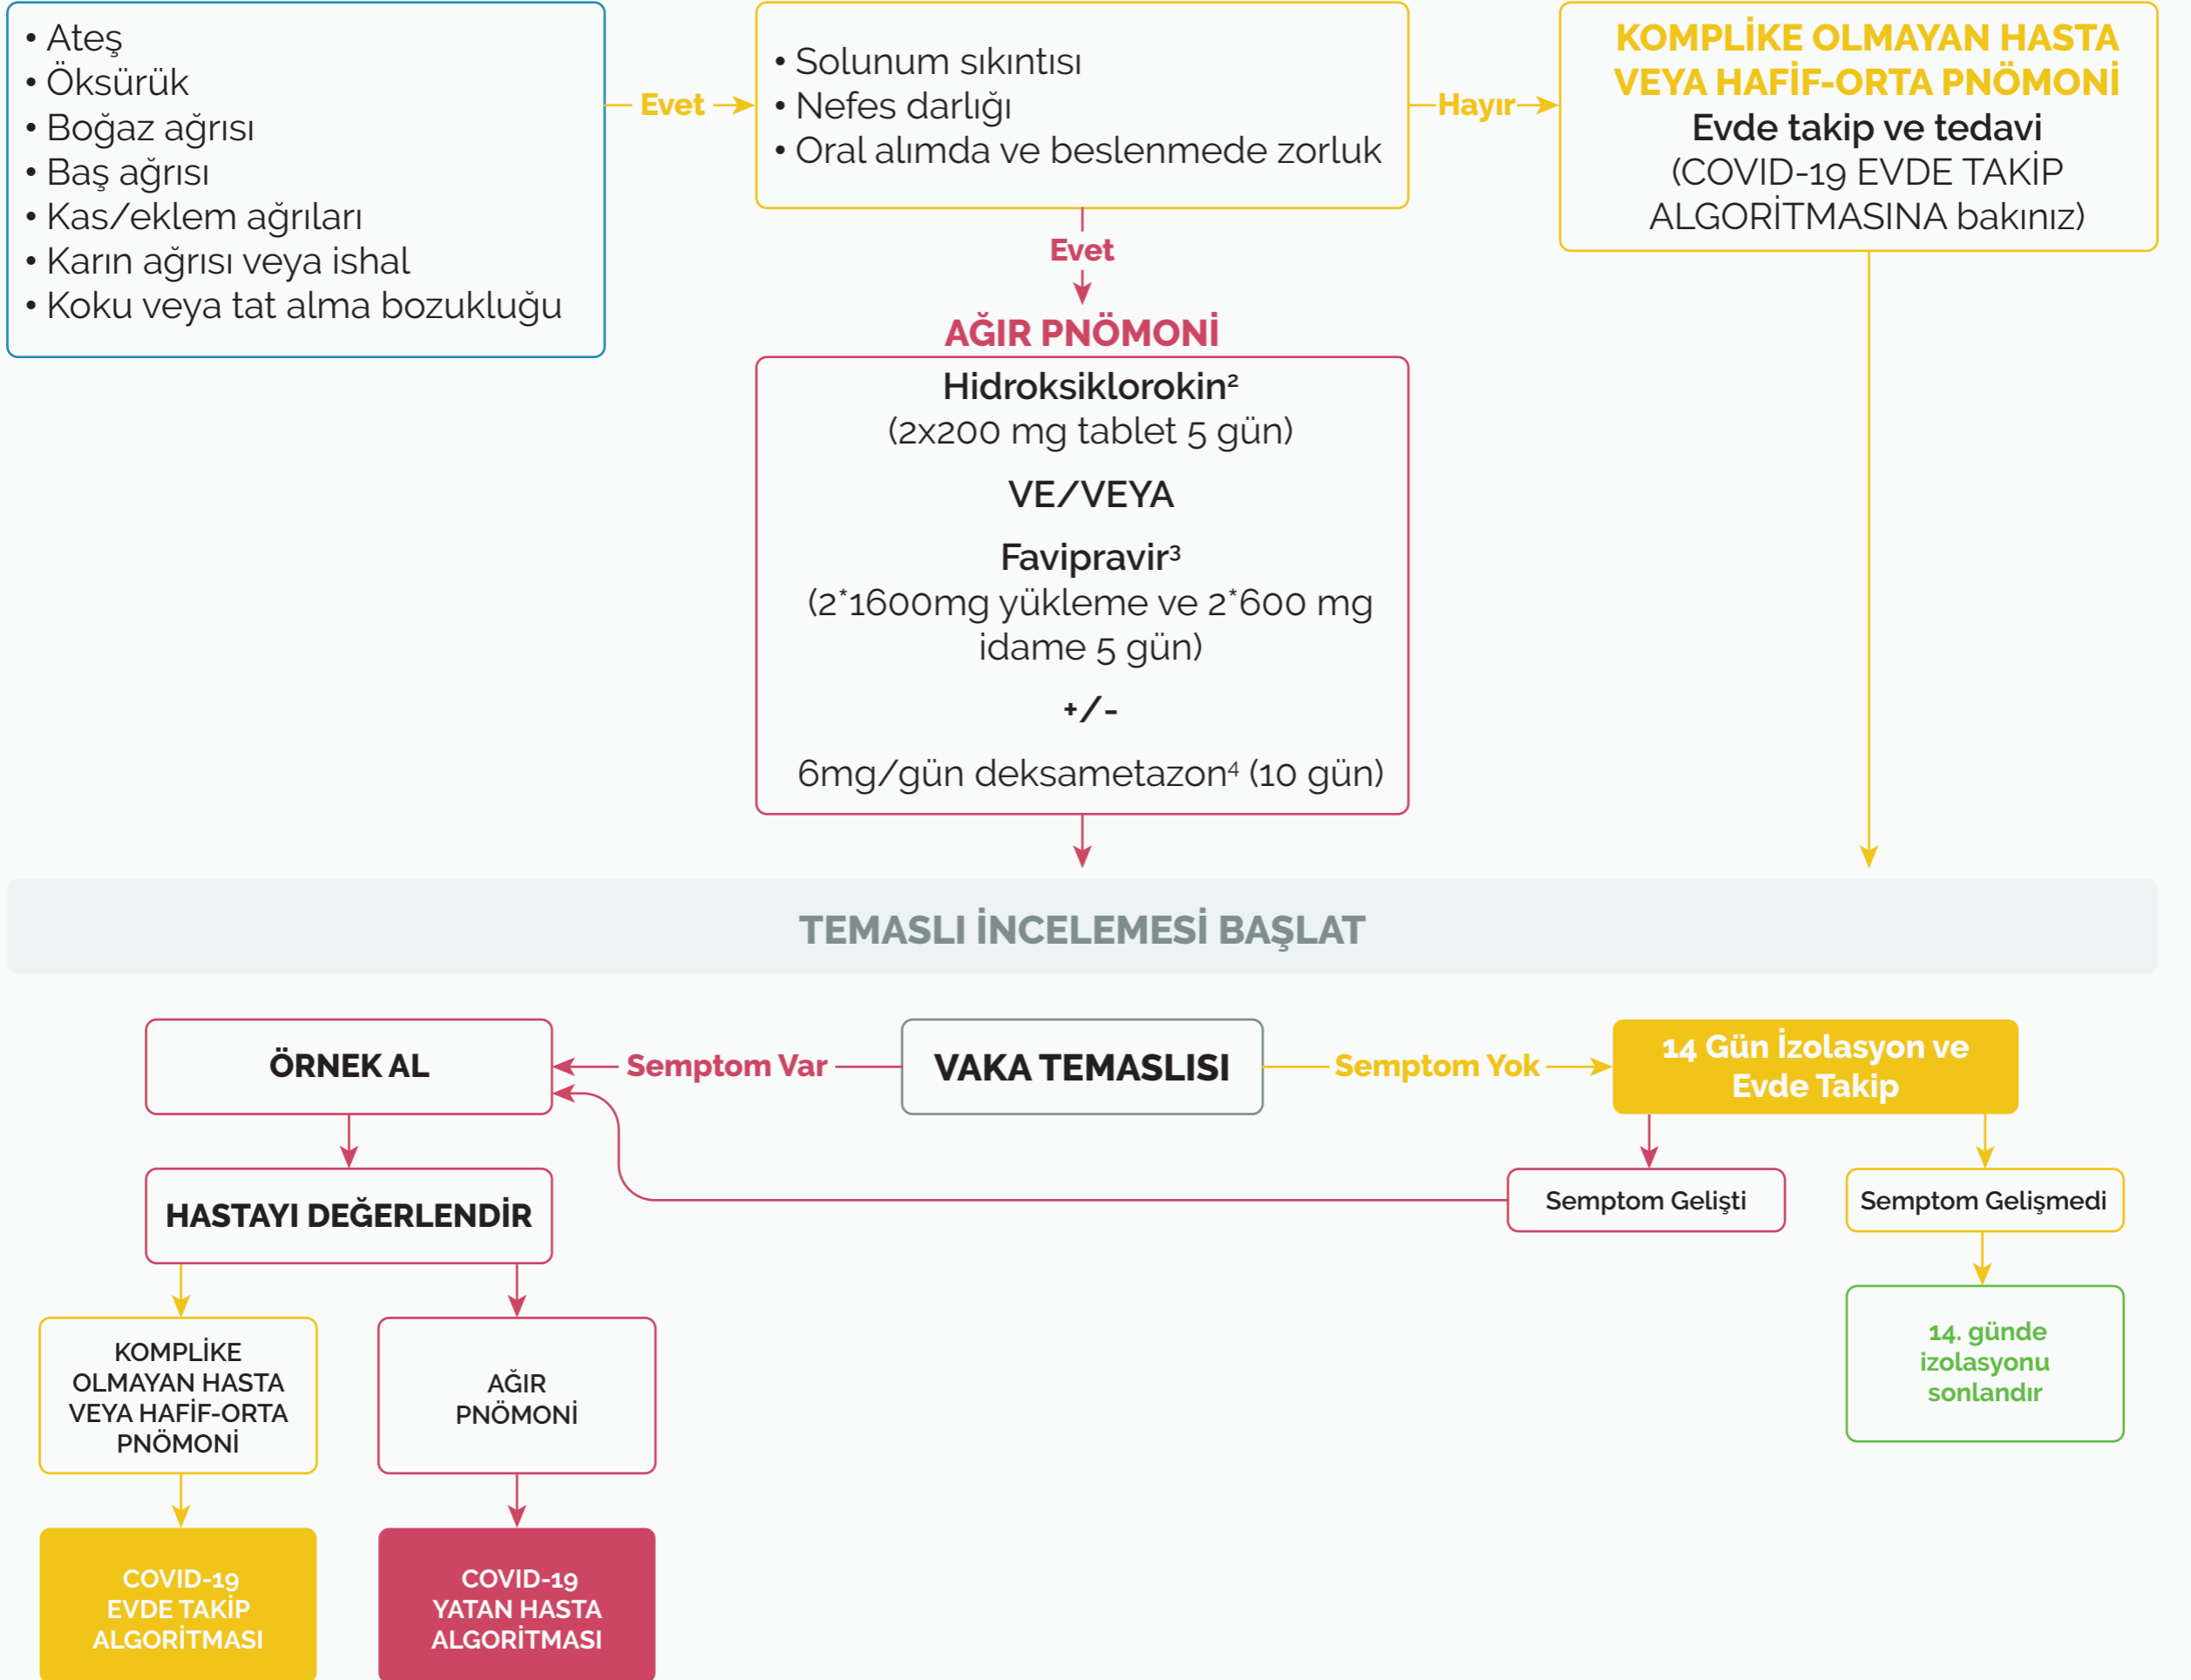 • Ateş
• Öksürük
• Boğaz ağrısı
• Baş ağrısı
• Kas/eklem ağrıları
• Karın ağrısı veya ishal
• Koku veya tat alma bozukluğu
Evet
• Solunum sıkıntısı
• Nefes darlığı
• Oral alımda ve beslenmede zorluk
Hayır
KOMPLİKE OLMAYAN HASTA
VEYA HAFİF-ORTA PNÖMONİ
Evde takip ve tedavi
(COVID-19 EVDE TAKİP
ALGORİTMASINA bakınız)
Evet
AĞIR PNÖMONİ
Hidroksiklorokin²
(2x200 mg tablet 5 gün)
VE/VEYA
Favipravir³
(2*1600mg yükleme ve 2*600 mg
idame 5 gün)
+/-
6mg/gün deksametazon⁴ (10 gün)
TEMASLI İNCELEMESİ BAŞLAT
ÖRNEK AL
Semptom Var
VAKA TEMASLISI
Semptom Yok
14 Gün İzolasyon ve
Evde Takip
HASTAYI DEĞERLENDİR
Semptom Gelişti
Semptom Gelişmedi
KOMPLİKE
OLMAYAN HASTA
VEYA HAFİF-ORTA
PNÖMONİ
AĞIR
PNÖMONİ
14. günde
izolasyonu
sonlandır
COVID-19
EVDE TAKİP
ALGORİTMASI
COVID-19
YATAN HASTA
ALGORİTMASI